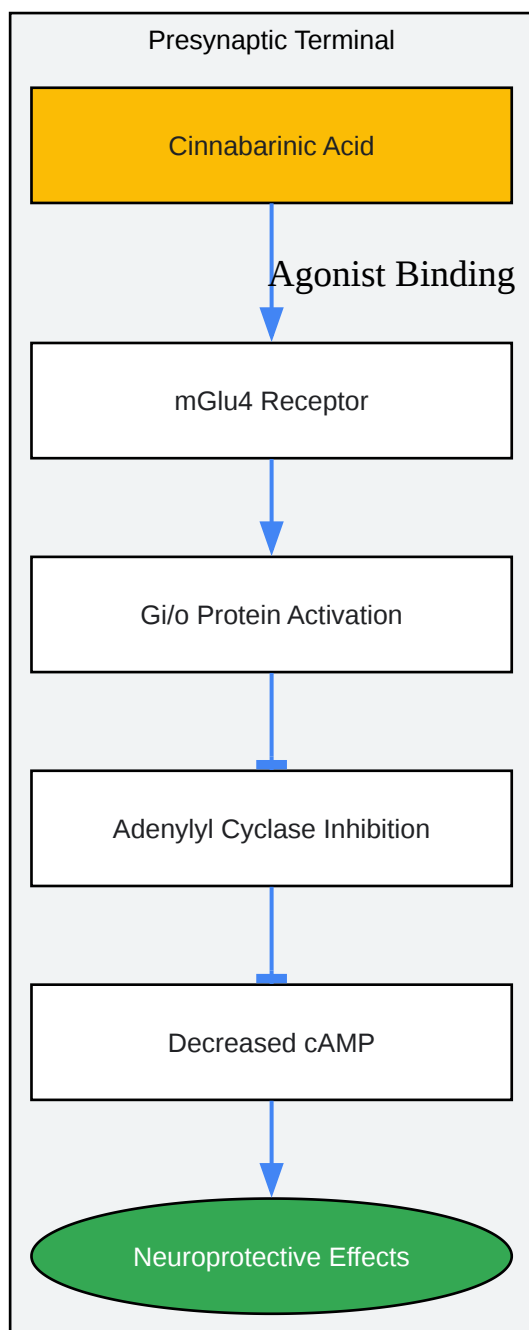 Presynaptic Terminal
Cinnabarinic Acid
Agonist Binding
mGlu4 Receptor
Gi/o Protein Activation
Adenylyl Cyclase Inhibition
Decreased cAMP
Neuroprotective Effects